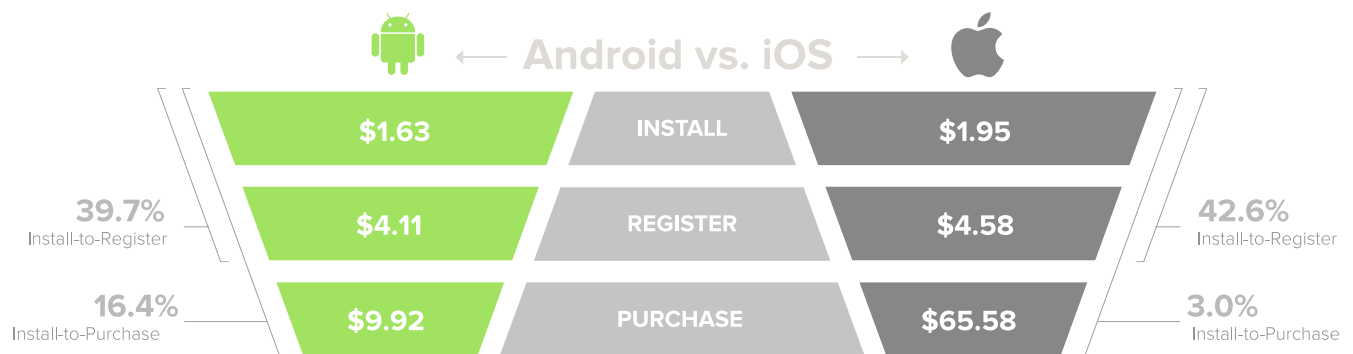 Android vs. iOS
$1.63
INSTALL
$1.95
39.7%
Install-to-Register
$4.11
REGISTER
$4.58
42.6%
Install-to-Register
16.4%
Install-to-Purchase
$9.92
PURCHASE
$65.58
3.0%
Install-to-Purchase